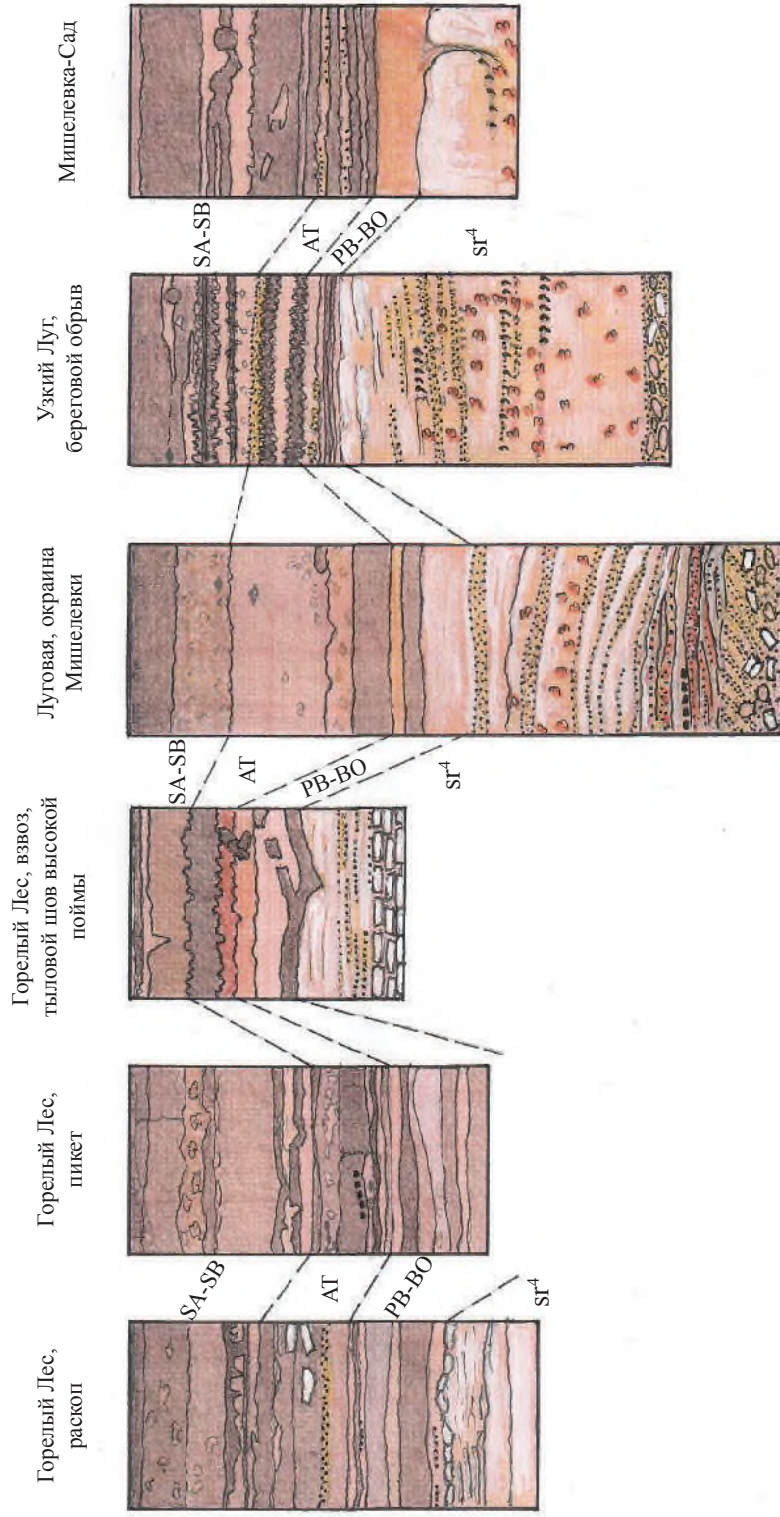 Горелый Лес,
раскоп
Горелый Лес,
пикет
Горелый Лес, взвоз,
тыловой шов высокой
поймы
Луговая, окраина
Мишелевки
Узкий Луг,
береговой обрыв
Мишелевка-Сад
SA-SB
AT
PB-BO
sr⁴
SA-SB
AT
PB-BO
sr⁴
SA-SB
AT
PB-BO
sr⁴